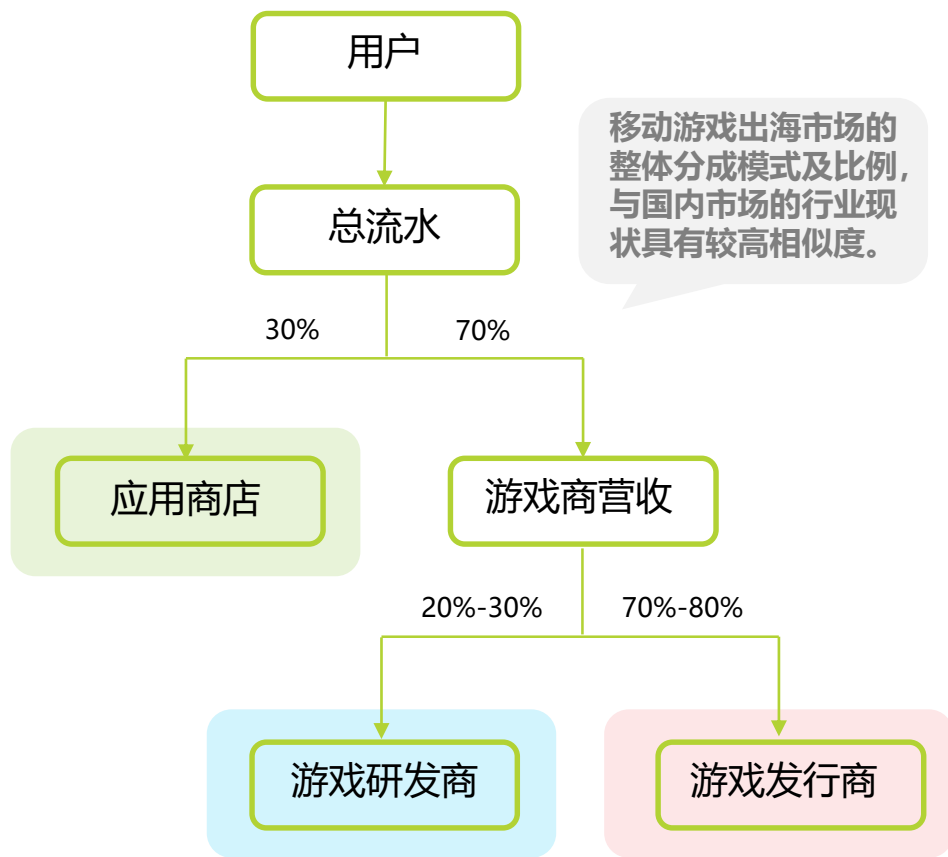 用户
移动游戏出海市场的
整体分成模式及比例，
与国内市场的行业现
状具有较高相似度。
总流水
30%
70%
应用商店
游戏商营收
20%-30%
70%-80%
游戏研发商
游戏发行商